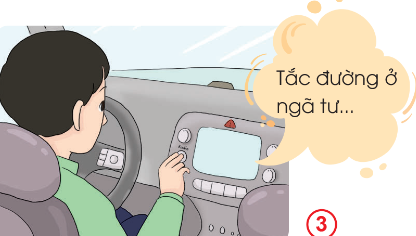 Tắc đường ở
ngã tư...
3